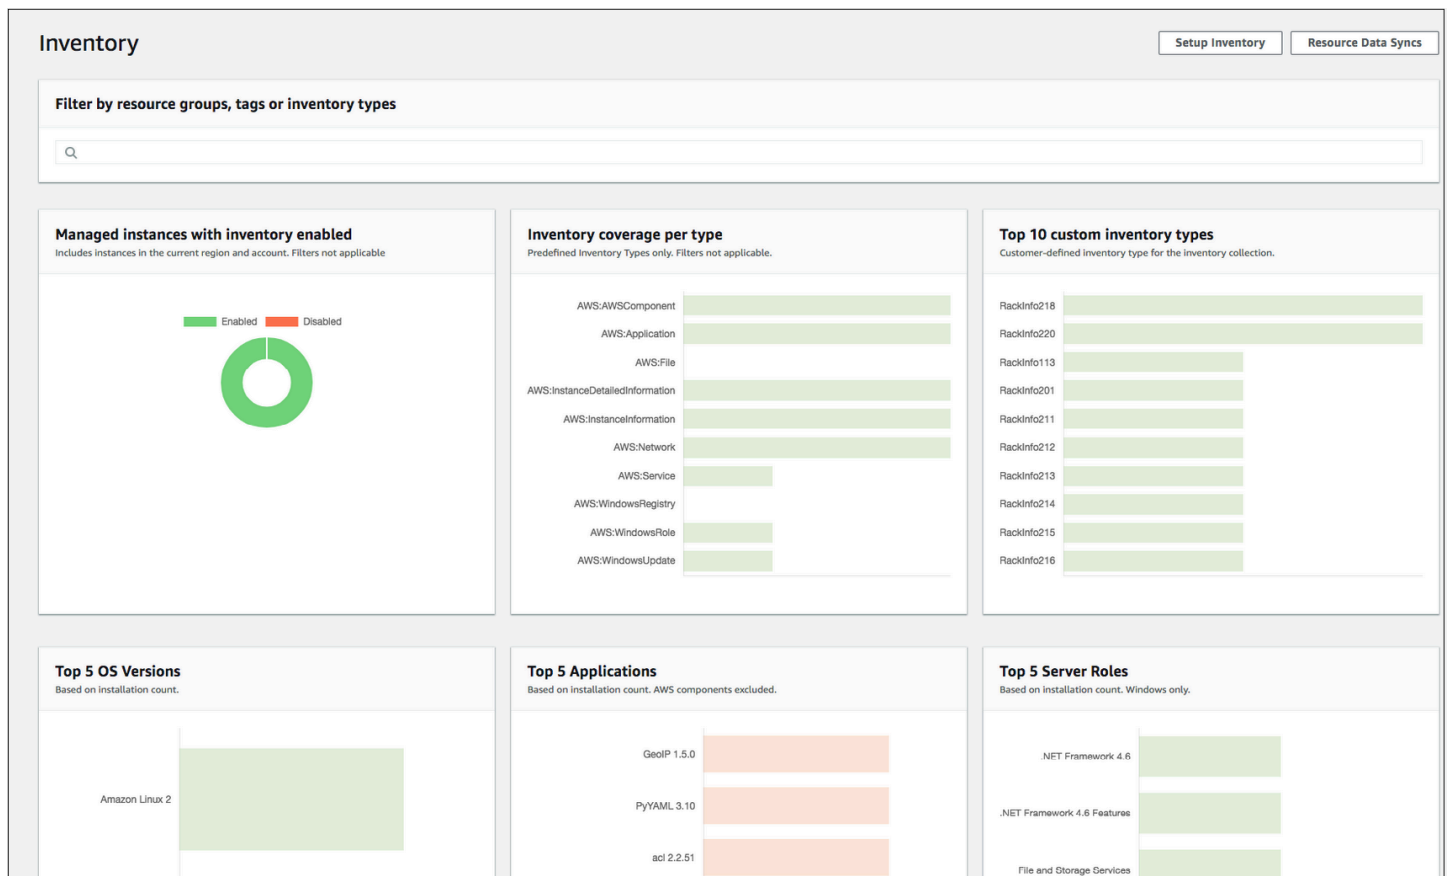 Inventory
Setup Inventory
Resource Data Syncs
Filter by resource groups, tags or inventory types
Managed instances with inventory enabled
Includes instances in the current region and account. Filters not applicable
Enabled
Disabled
Inventory coverage per type
Predefined Inventory Types only. Filters not applicable.
AWS:AWSComponent
AWS:Application
AWS:File
AWS:InstanceDetailedInformation
AWS:InstanceInformation
AWS:Network
AWS:Service
AWS:WindowsRegistry
AWS:WindowsRole
AWS:WindowsUpdate
Top 10 custom inventory types
Customer-defined inventory type for the inventory collection.
RackInfo218
RackInfo220
RackInfo113
RackInfo201
RackInfo211
RackInfo212
RackInfo213
RackInfo214
RackInfo215
RackInfo216
Top 5 OS Versions
Based on installation count.
Amazon Linux 2
Top 5 Applications
Based on installation count. AWS components excluded.
GeoIP 1.5.0
PyYAML 3.10
acl 2.2.51
Top 5 Server Roles
Based on installation count. Windows only.
.NET Framework 4.6
.NET Framework 4.6 Features
File and Storage Services